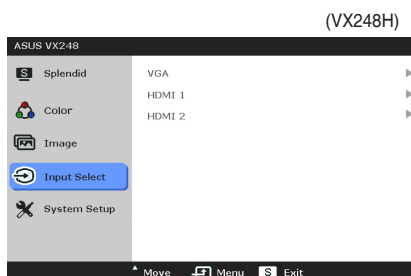 (VX248H)
ASUS VX248
S Splendid
VGA
HDMI 1
Color
HDMI 2
Image
Input Select
System Setup
Move Menu S Exit